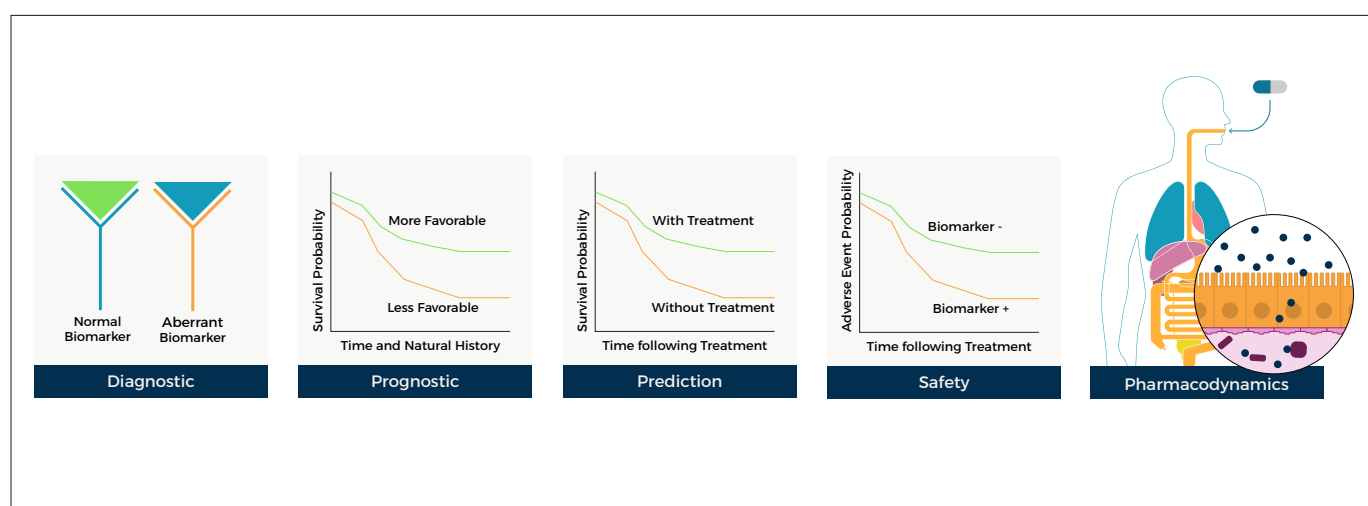 Normal
Biomarker
Aberrant
Biomarker
Diagnostic
Survival Probability
More Favorable
Less Favorable
Time and Natural History
Prognostic
Survival Probability
With Treatment
Without Treatment
Time following Treatment
Prediction
Adverse Event Probability
Biomarker -
Biomarker +
Time following Treatment
Safety
Pharmacodynamics